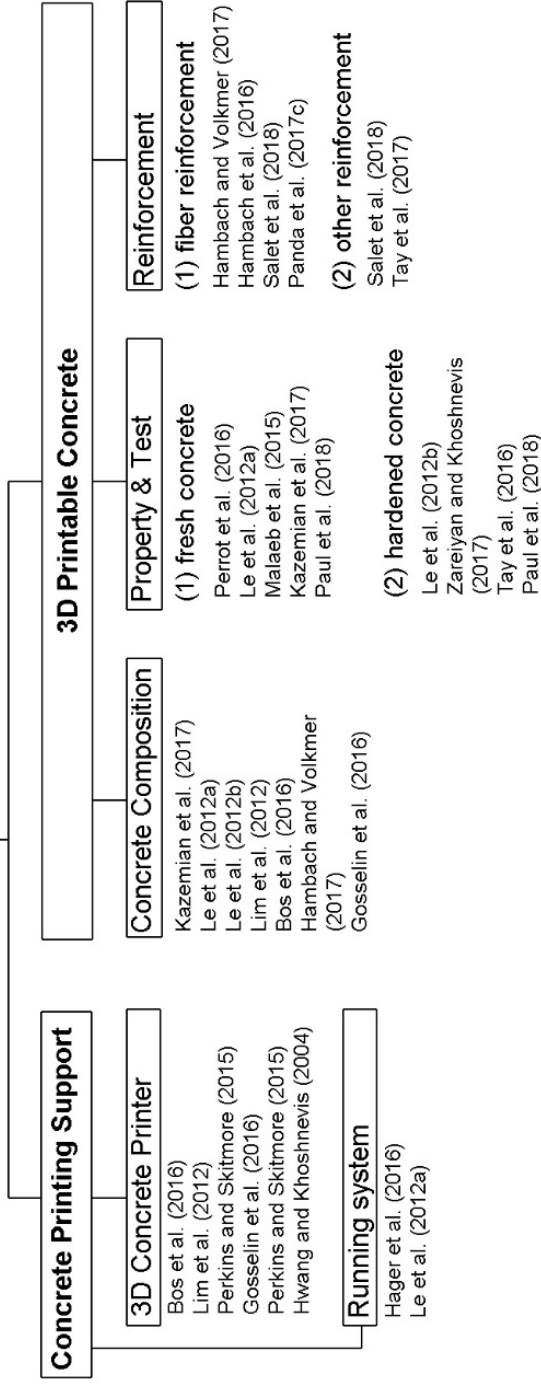 Concrete Printing Support
3D Concrete Printer
Bos et al. (2016)
Lim et al. (2012)
Perkins and Skitmore (2015)
Gosselin et al. (2016)
Perkins and Skitmore (2015)
Hwang and Khoshnevis (2004)
Running system
Hager et al. (2016)
Le et al. (2012a)
3D Printable Concrete
Concrete Composition
Kazemian et al. (2017)
Le et al. (2012a)
Le et al. (2012b)
Lim et al. (2012)
Bos et al. (2016)
Hambach and Volkmer
(2017)
Gosselin et al. (2016)
Property & Test
(1) fresh concrete
Perrot et al. (2016)
Le et al. (2012a)
Malaeb et al. (2015)
Kazemian et al. (2017)
Paul et al. (2018)
(2) hardened concrete
Le et al. (2012b)
Zareiyan and Khoshnevis
(2017)
Tay et al. (2016)
Paul et al. (2018)
Reinforcement
(1) fiber reinforcement
Hambach and Volkmer (2017)
Hambach et al. (2016)
Salet et al. (2018)
Panda et al. (2017c)
(2) other reinforcement
Salet et al. (2018)
Tay et al. (2017)